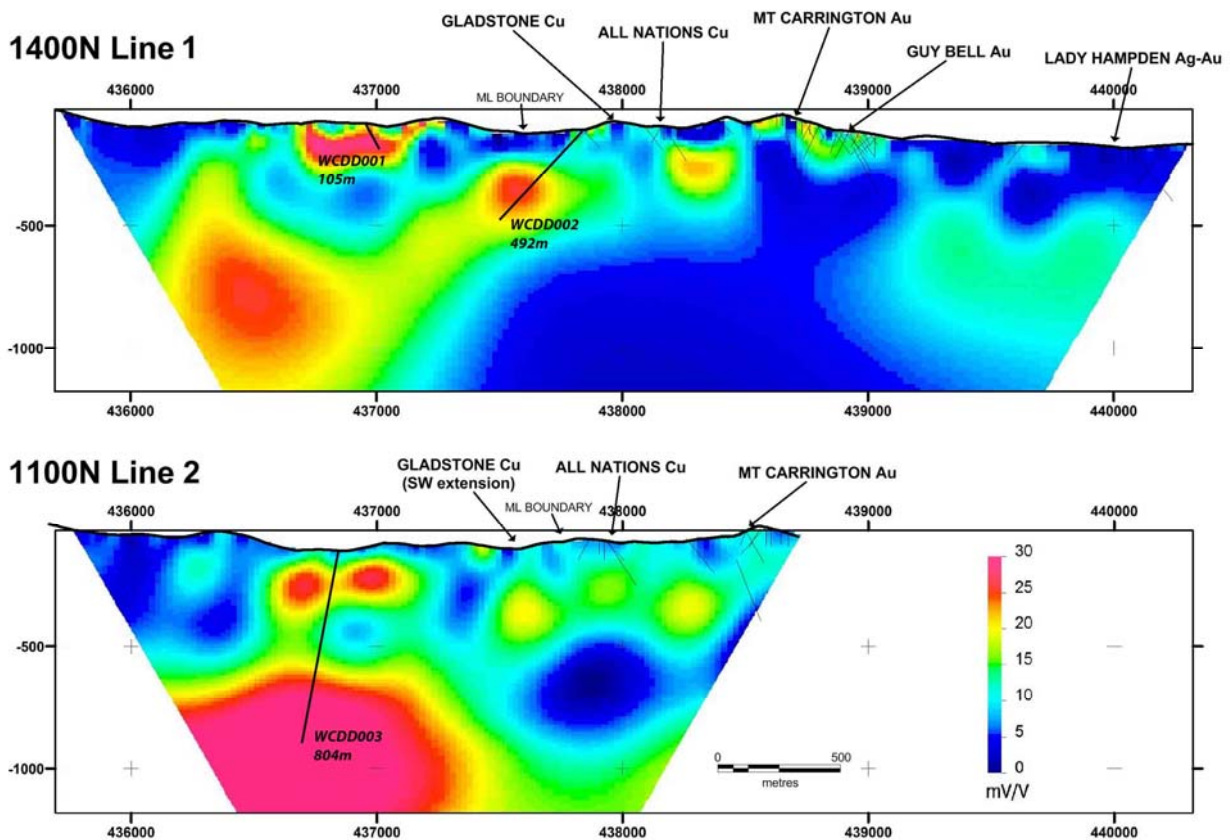 1400N Line 1
GLADSTONE Cu
ALL NATIONS Cu
MT CARRINGTON Au
GUY BELL Au
LADY HAMPDEN Ag-Au
436000 437000 438000 439000 440000
ML BOUNDARY
WCDD001
105m
WCDD002
492m
-500
-1000
436000 437000 438000 439000 440000
1100N Line 2
GLADSTONE Cu
(SW extension)
ML BOUNDARY
ALL NATIONS Cu
MT CARRINGTON Au
436000 437000 438000 439000 440000
-500
-1000
WCDD003
804m
0 500
metres
30
25
20
15
10
5
0
mV/V
436000 437000 438000 439000 440000